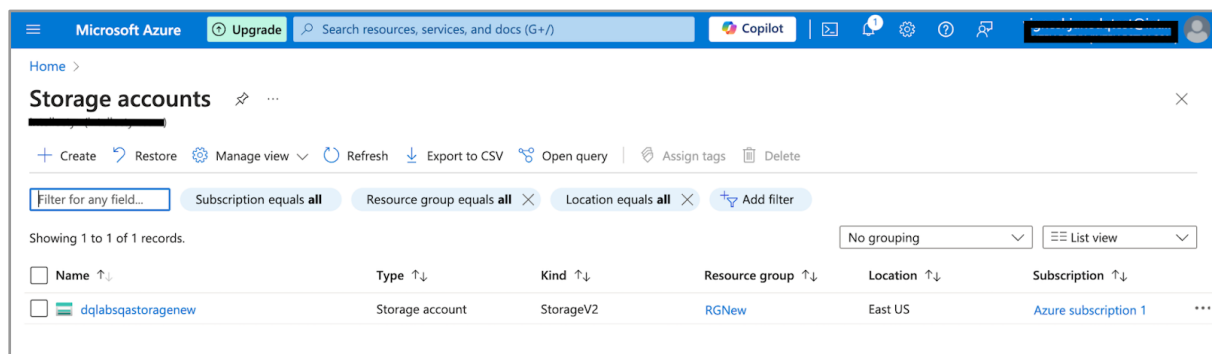 Microsoft Azure Upgrade Search resources, services, and docs (G+/) Copilot 1
Home >
Storage accounts ...
+ Create Restore Manage view Refresh Export to CSV Open query Assign tags Delete
Filter for any field... Subscription equals all Resource group equals all Location equals all Add filter
Showing 1 to 1 of 1 records. No grouping List view
Name Type Kind Resource group Location Subscription
dqlabsqastoragenew Storage account StorageV2 RGNew East US Azure subscription 1 ...